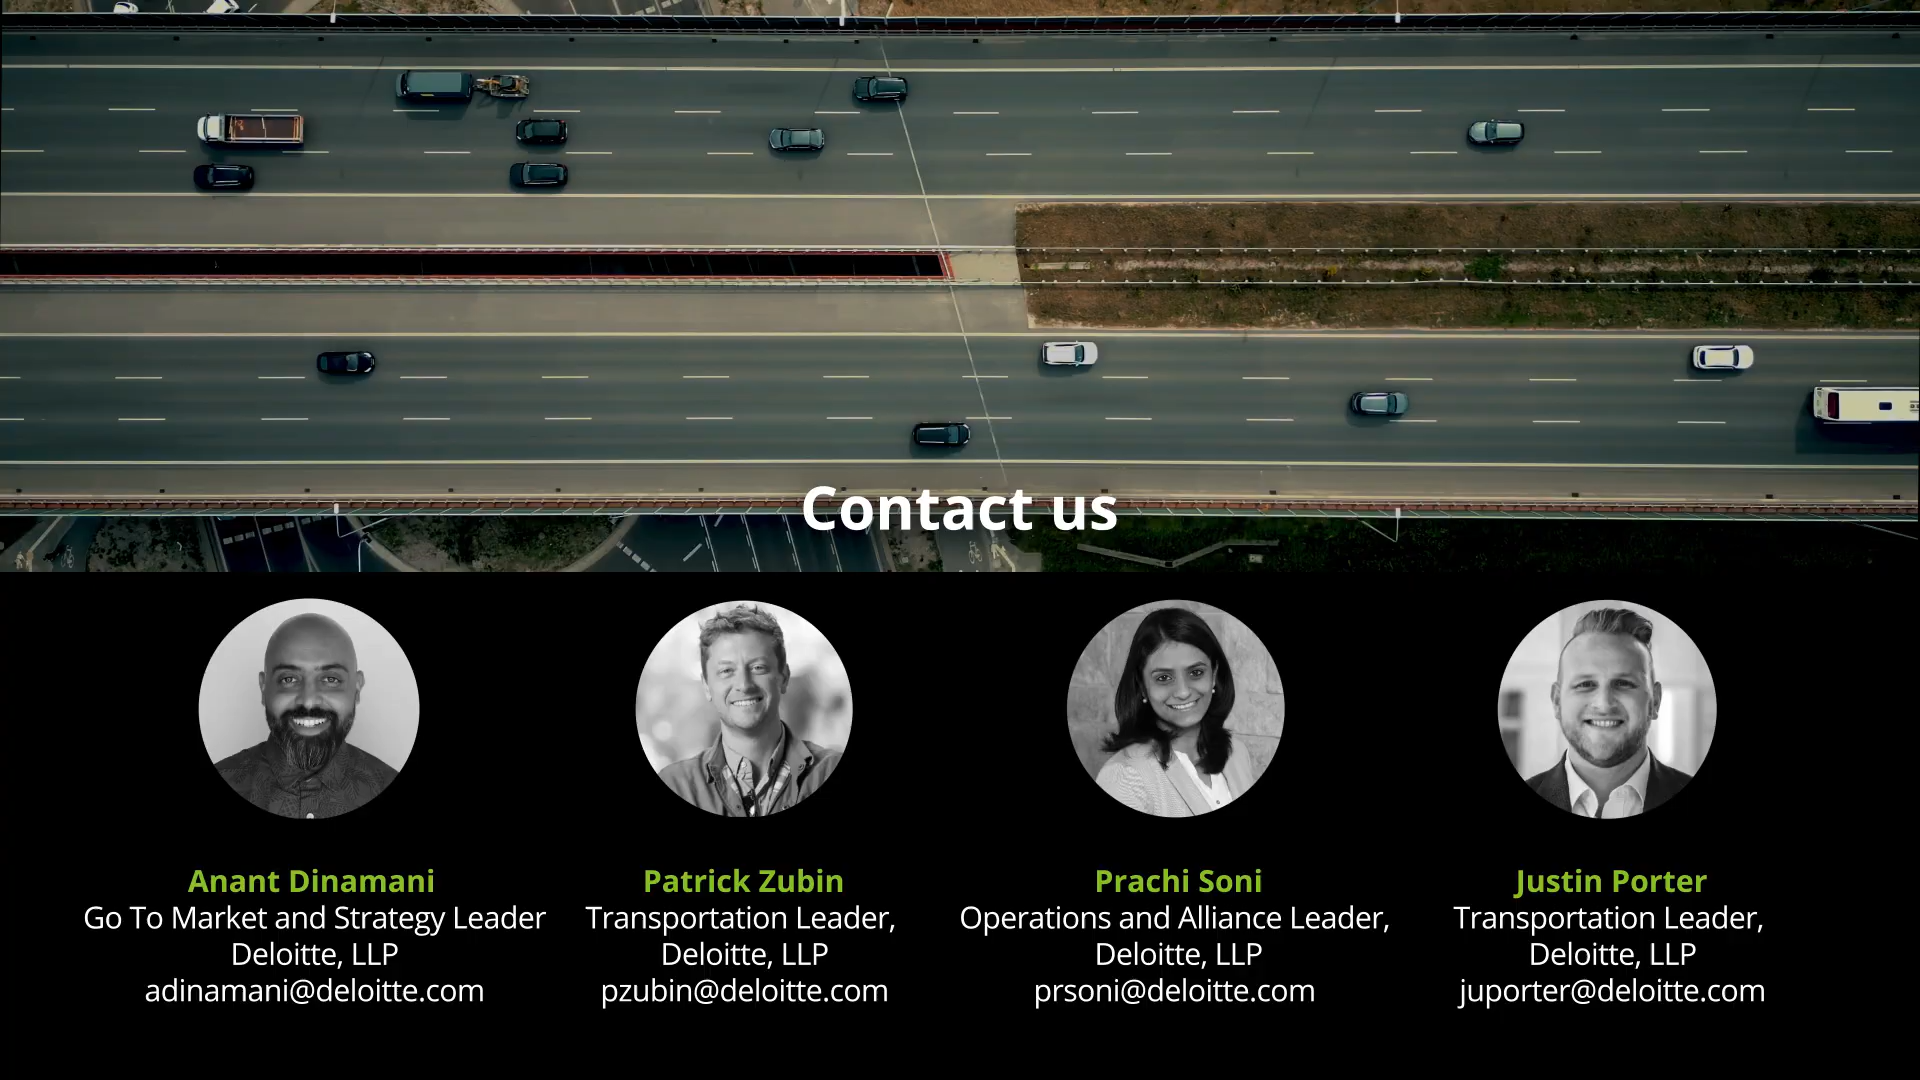 Contact us
Anant Dinamani
Go To Market and Strategy Leader
Deloitte, LLP
adinamani@deloitte.com
Patrick Zubin
Transportation Leader,
Deloitte, LLP
pzubin@deloitte.com
Prachi Soni
Operations and Alliance Leader,
Deloitte, LLP
prsoni@deloitte.com
Justin Porter
Transportation Leader,
Deloitte, LLP
juporter@deloitte.com